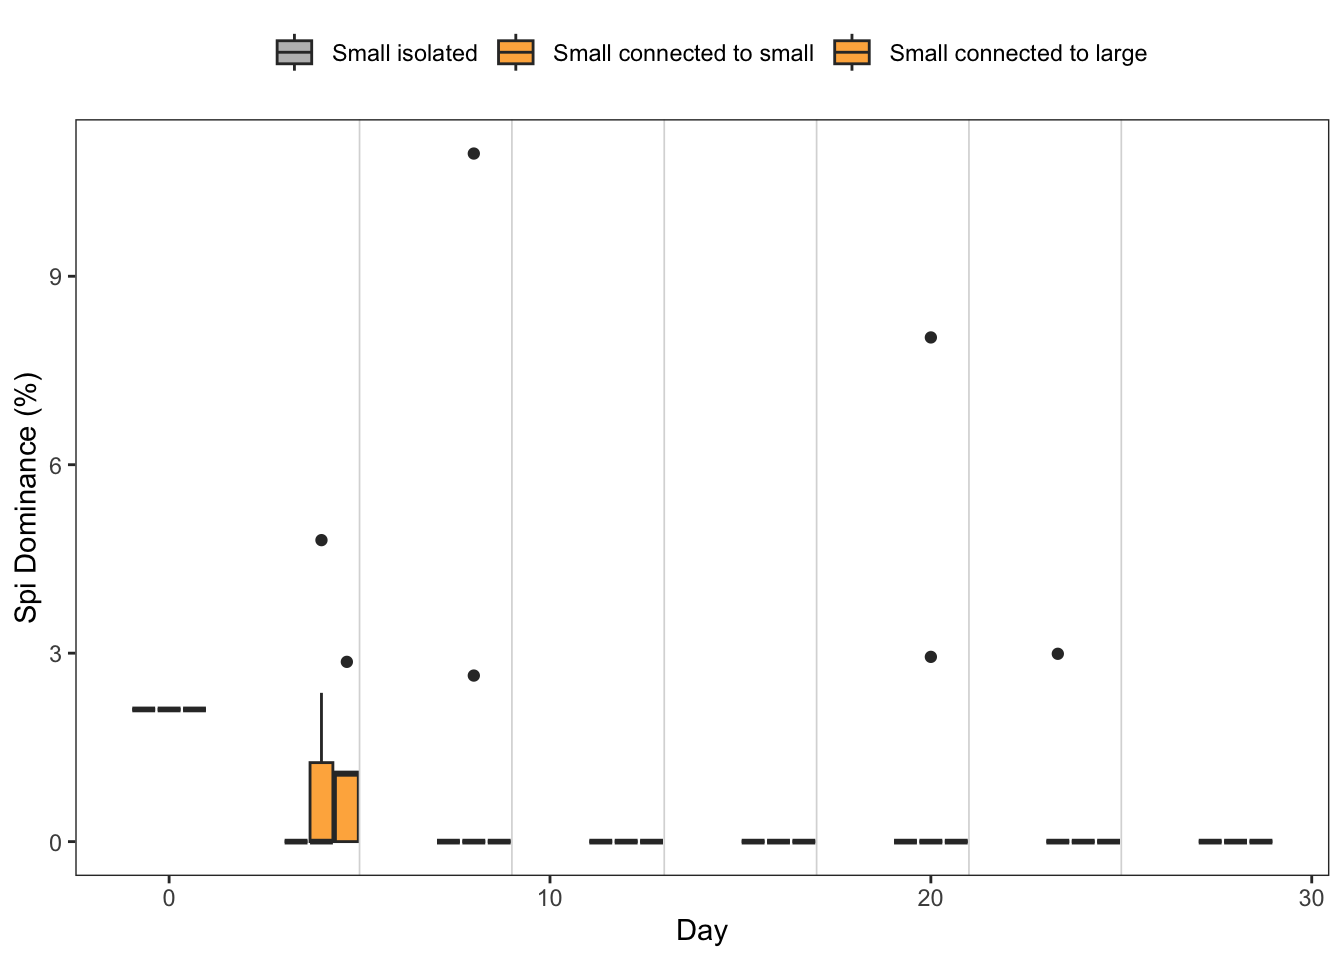 Small isolated Small connected to small Small connected to large
Spi Dominance (%)
9
6
3
0
0 10 20 30
Day